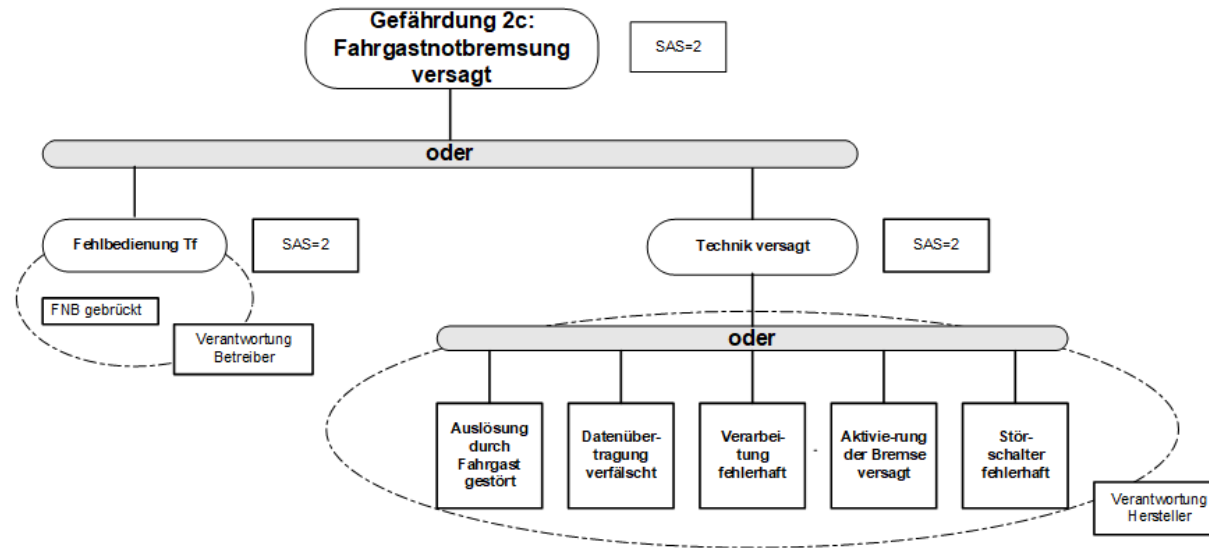 Gefährdung 2c:
Fahrgastnotbremsung
versagt
SAS=2
oder
Fehlbedienung Tf
SAS=2
Technik versagt
SAS=2
FNB gebrückt
Verantwortung
Betreiber
oder
Auslösung
durch
Fahrgast
gestört
Datenüber-
tragung
verfälscht
Verarbei-
tung
fehlerhaft
Aktivie-rung
der Bremse
versagt
Stör-
schalter
fehlerhaft
Verantwortung
Hersteller